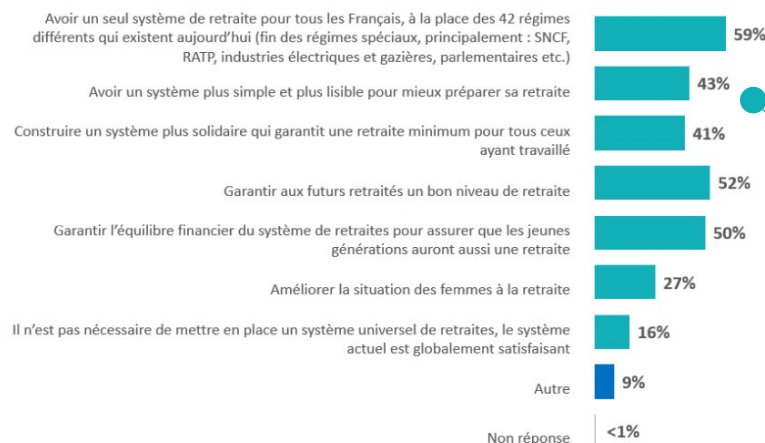 Avoir un seul système de retraite pour tous les Français, à la place des 42 régimes
différents qui existent aujourd'hui (fin des régimes spéciaux, principalement : SNCF,
RATP, industries électriques et gazières, parlementaires etc.)
59%
Avoir un système plus simple et plus lisible pour mieux préparer sa retraite
43%
Construire un système plus solidaire qui garantit une retraite minimum pour tous ceux
ayant travaillé
41%
Garantir aux futurs retraités un bon niveau de retraite
52%
Garantir l'équilibre financier du système de retraites pour assurer que les jeunes
générations auront aussi une retraite
50%
Améliorer la situation des femmes à la retraite
27%
Il n'est pas nécessaire de mettre en place un système universel de retraites, le système
actuel est globalement satisfaisant
16%
Autre
9%
Non réponse
<1%